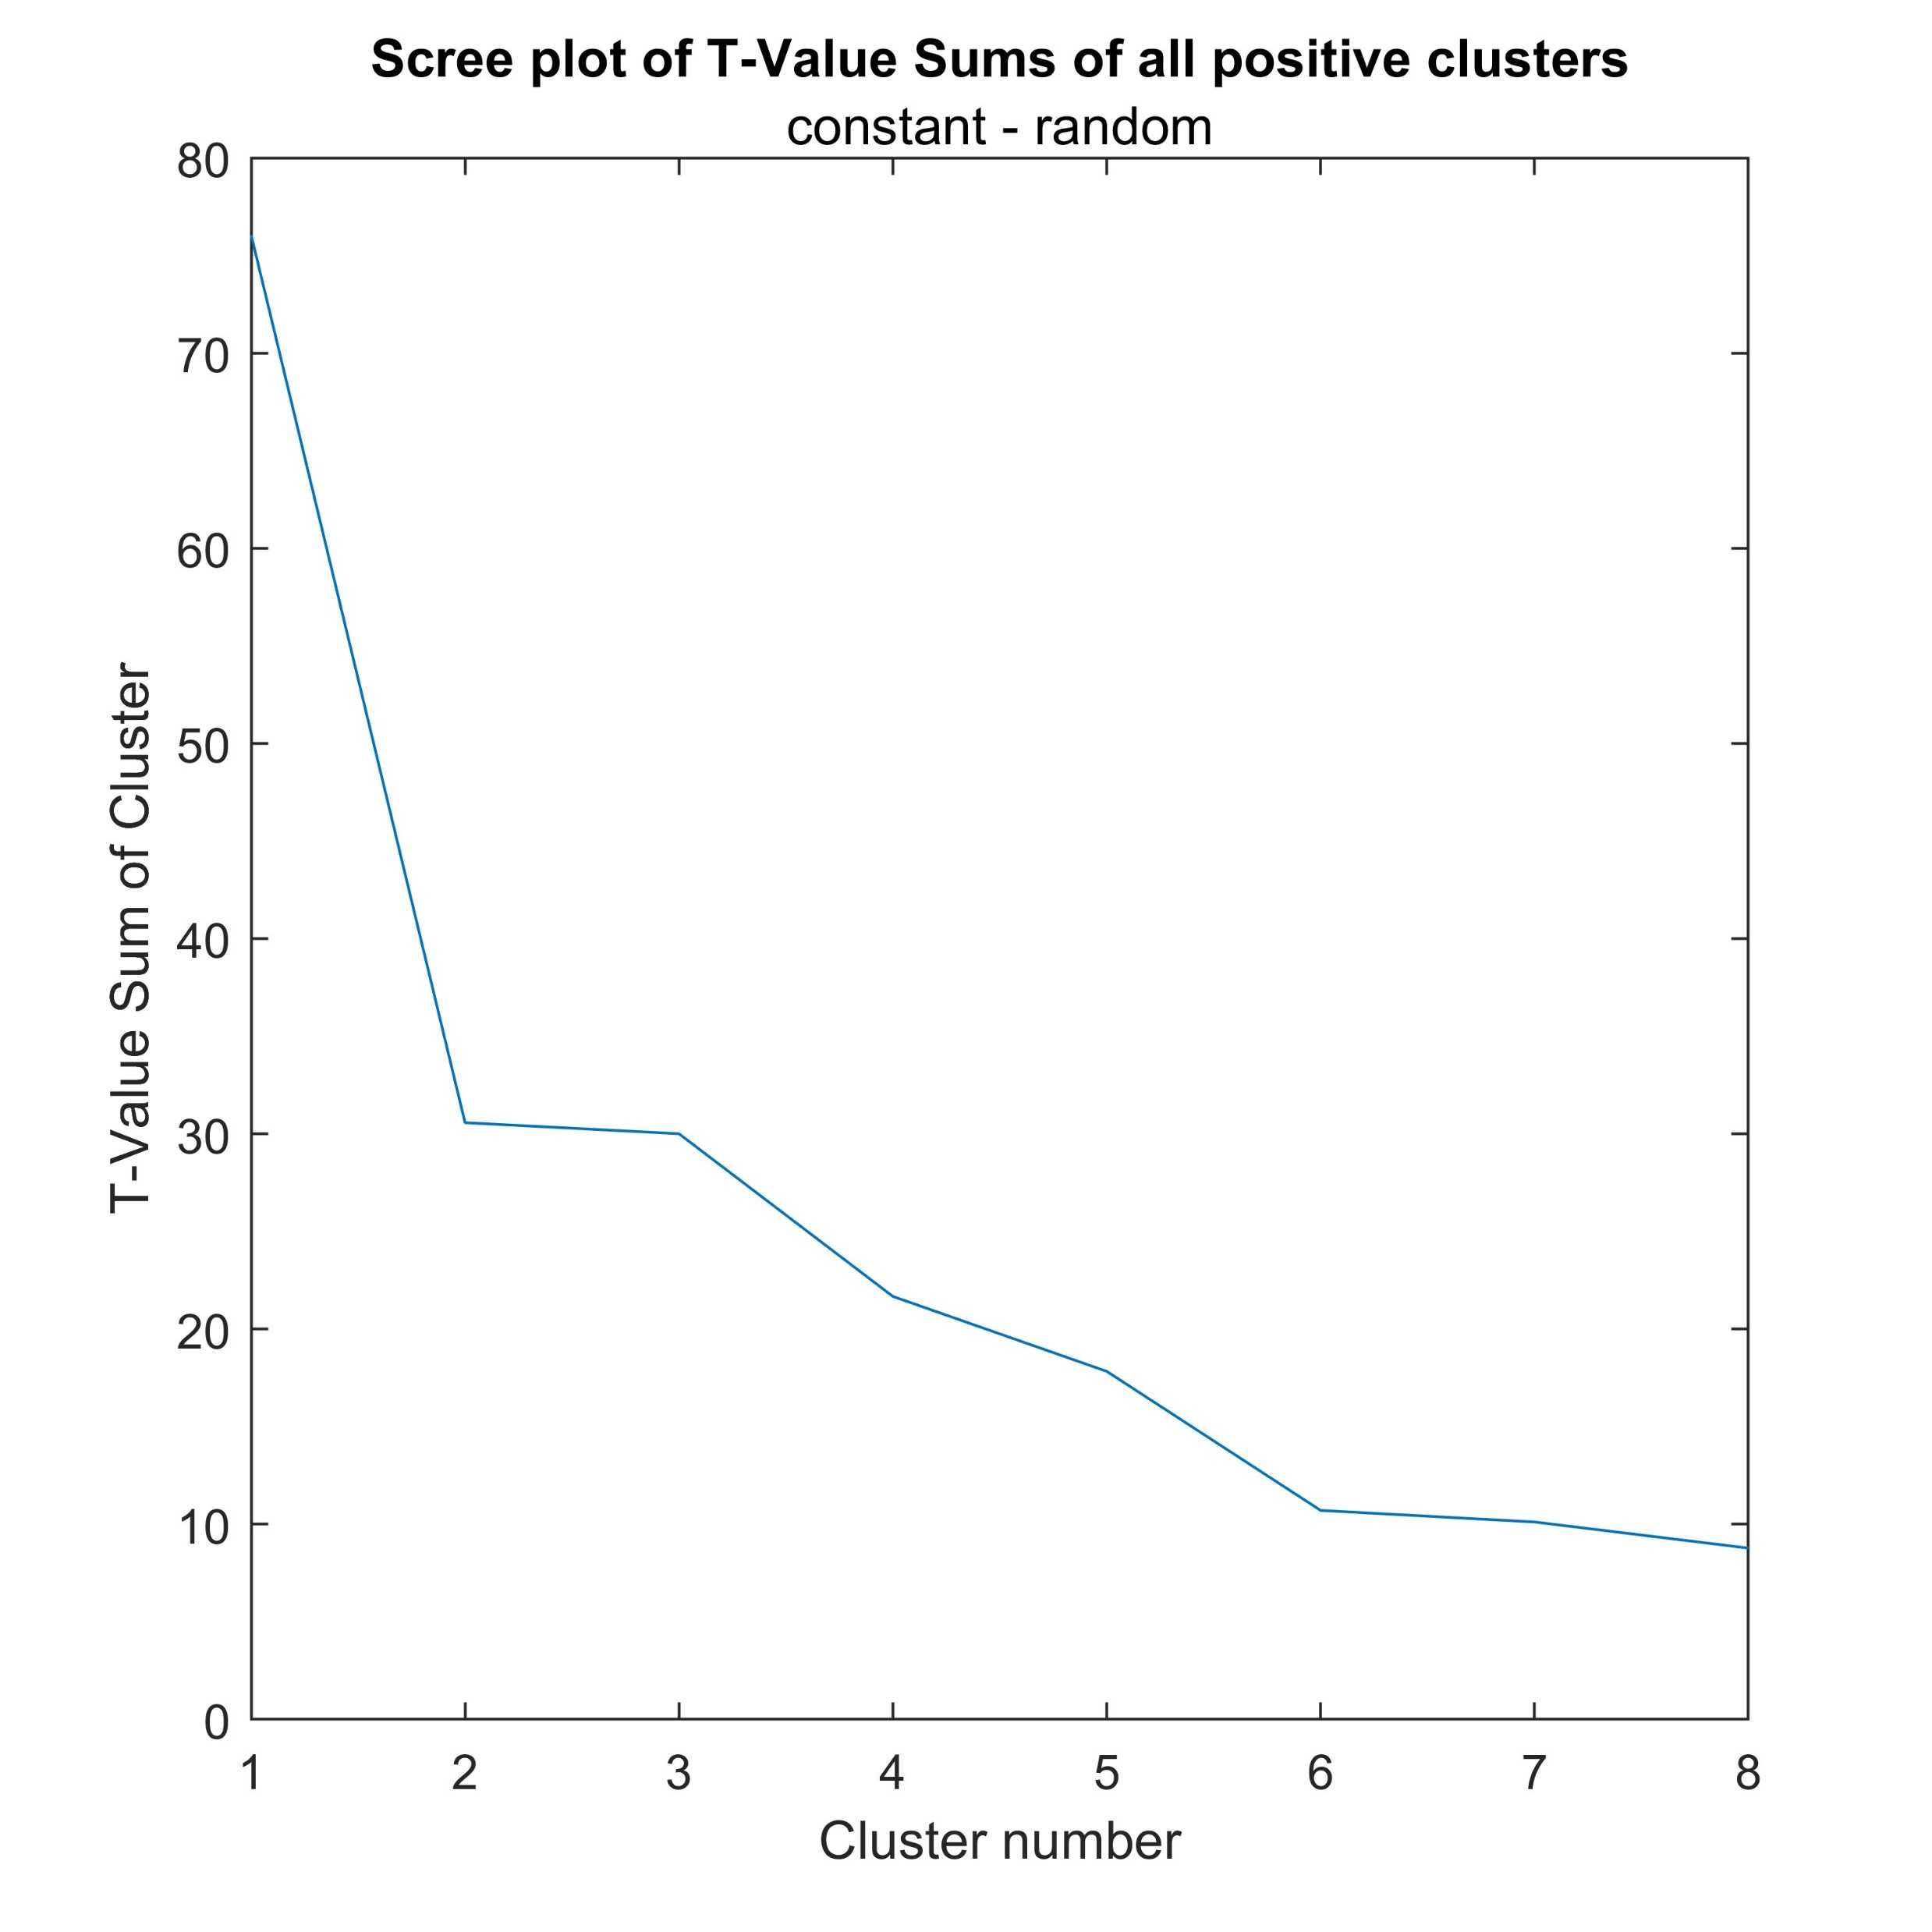 Scree plot of T-Value Sums of all positive clusters
constant - random
80
70
60
50
40
30
20
10
0
T-Value Sum of Cluster
1 2 3 4 5 6 7 8
Cluster number